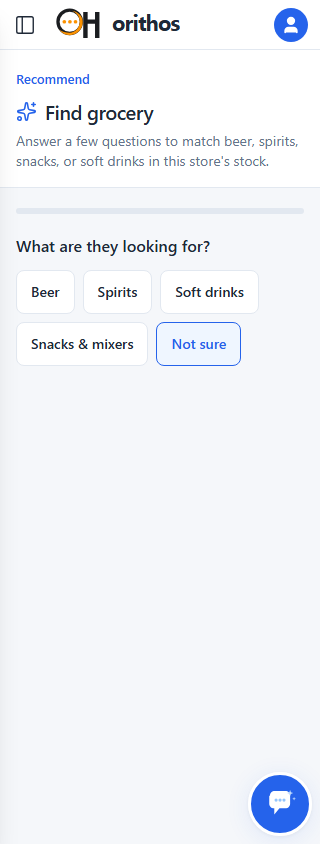 OH orithos
Recommend
Find grocery
Answer a few questions to match beer, spirits,
snacks, or soft drinks in this store's stock.
What are they looking for?
Beer
Spirits
Soft drinks
Snacks & mixers
Not sure